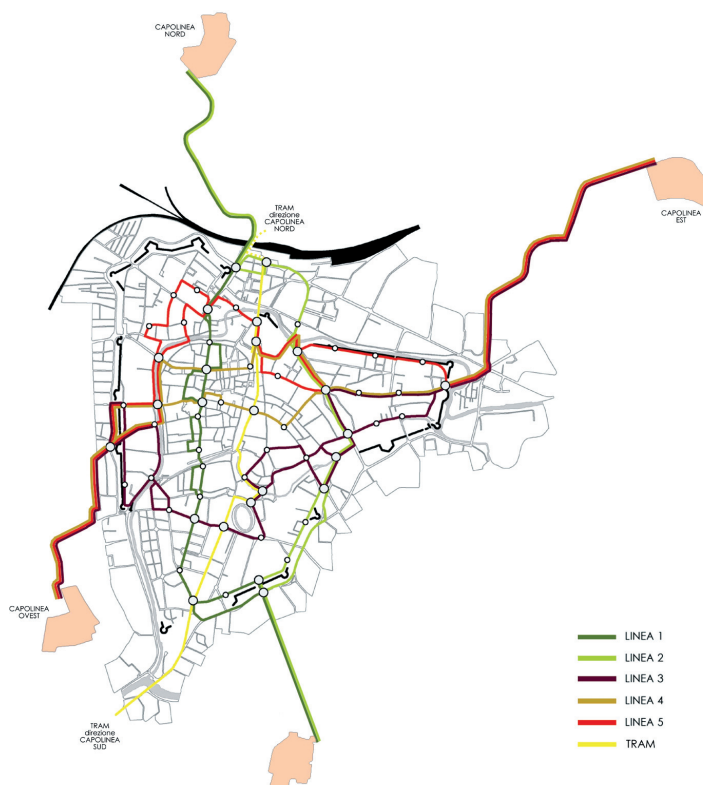 CAPOLINEA
NORD
TRAM
direzione
CAPOLINEA
NORD
CAPOLINEA
EST
CAPOLINEA
OVEST
TRAM
direzione
CAPOLINEA
SUD
LINEA 1
LINEA 2
LINEA 3
LINEA 4
LINEA 5
TRAM